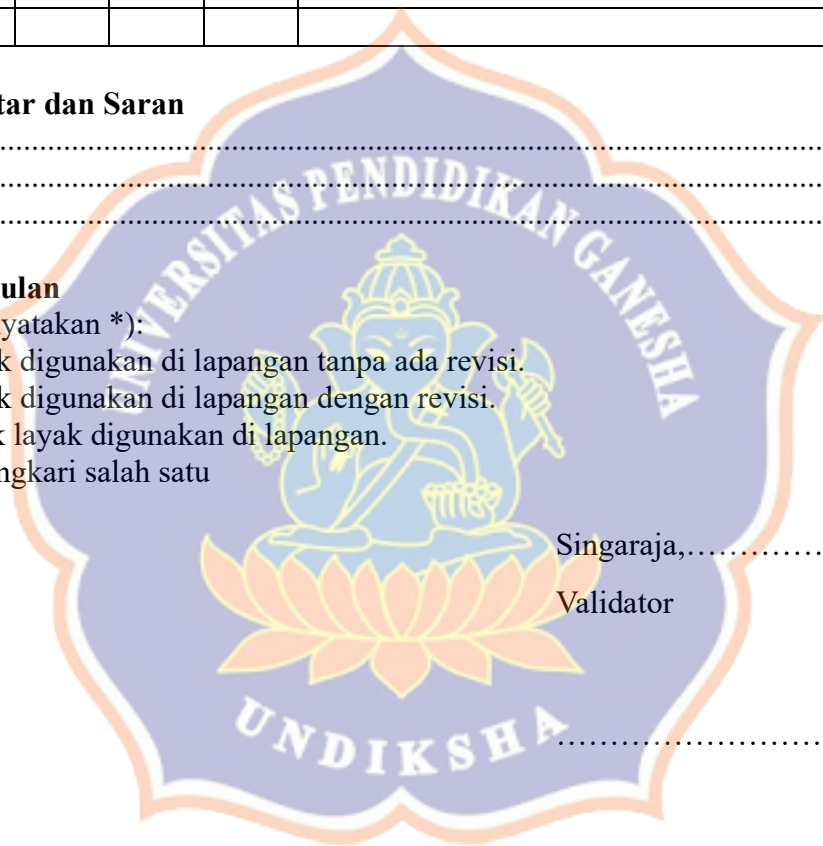 tar dan Saran
........................................................................................................
........................................................................................................
........................................................................................................
UNIVERSITAS PENDIDIKAN GANESHA
ulan
yatakan *):
k digunakan di lapangan tanpa ada revisi.
k digunakan di lapangan dengan revisi.
k layak digunakan di lapangan.
ngkari salah satu
Singaraja,............
Validator
UNDIKSHA
........................